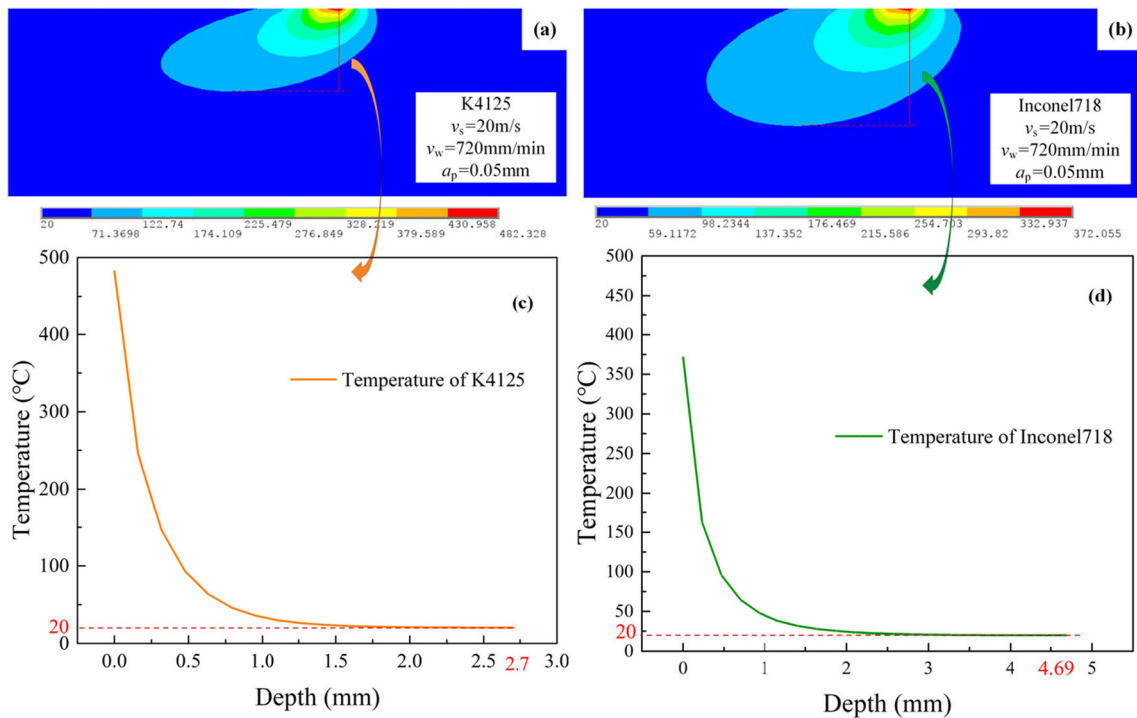 (a)
K4125
vs=20m/s
vw=720mm/min
ap=0.05mm
20 122.74 225.479 328.219 430.958
71.3698 174.109 276.849 379.589 482.328
(b)
Inconel718
vs=20m/s
vw=720mm/min
ap=0.05mm
20 98.2344 176.469 254.703 332.937
59.1172 137.352 215.586 293.82 372.055
(c)
Temperature (°C)
500
400
300
200
100
20
0
Temperature of K4125
0.0 0.5 1.0 1.5 2.0 2.5 3.0
2.7
Depth (mm)
(d)
Temperature (°C)
500
450
400
350
300
250
200
150
100
50
20
0
Temperature of Inconel718
0 1 2 3 4 5
4.69
Depth (mm)